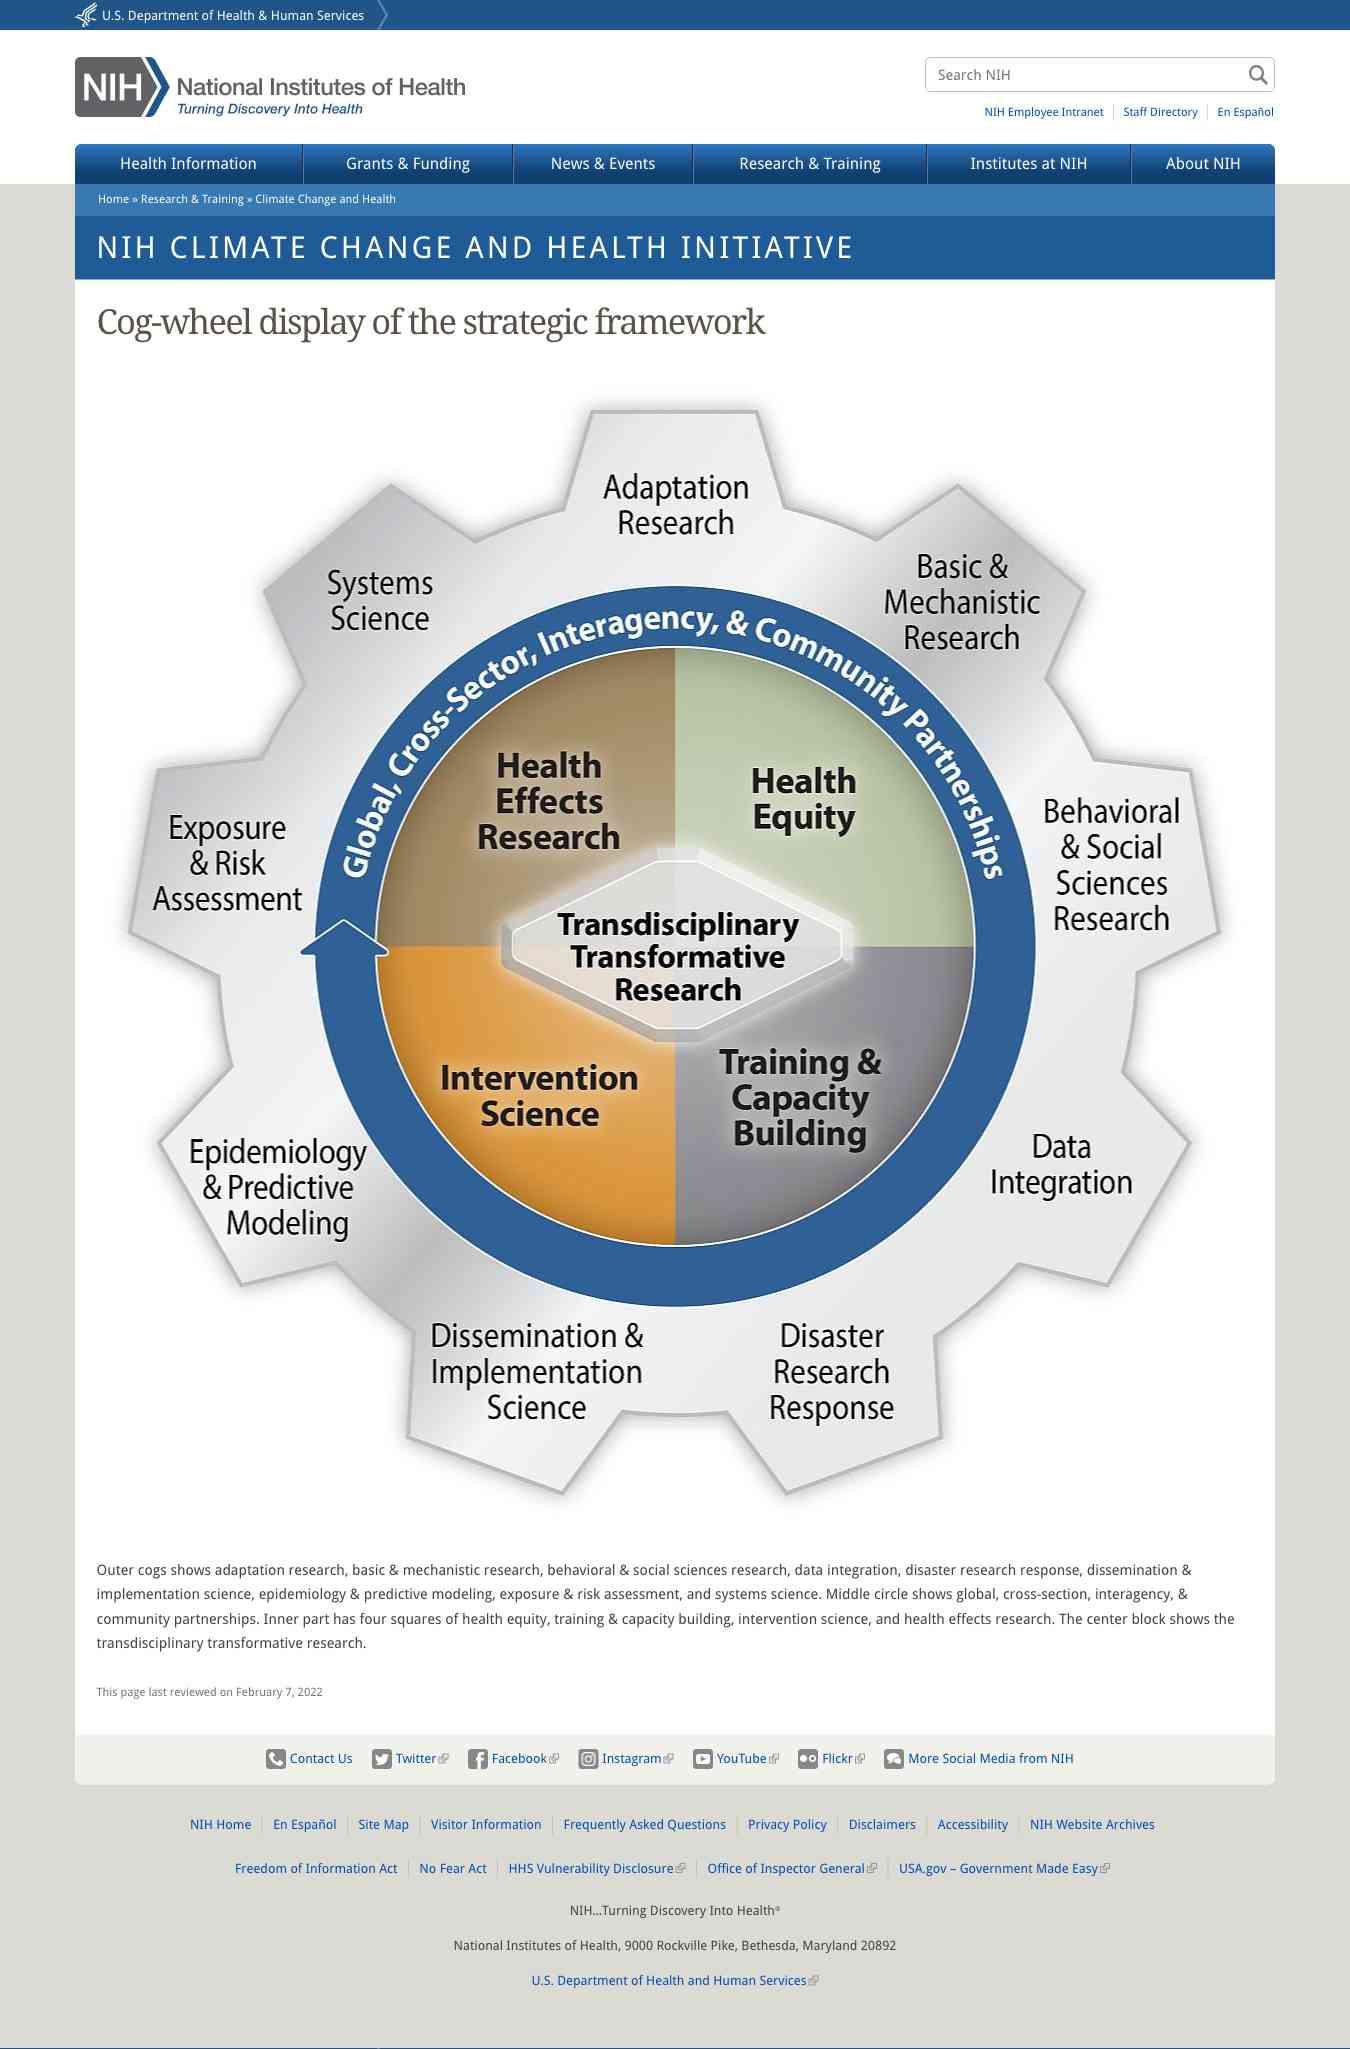 U.S. Department of Health & Human Services
NIH National Institutes of Health
Turning Discovery Into Health
Search NIH
NIH Employee Intranet Staff Directory En Español
Health Information Grants & Funding News & Events Research & Training Institutes at NIH About NIH
Home » Research & Training » Climate Change and Health
NIH CLIMATE CHANGE AND HEALTH INITIATIVE
Cog-wheel display of the strategic framework
Adaptation
Research
Basic &
Mechanistic
Research
Behavioral
& Social
Sciences
Research
Data
Integration
Disaster
Research
Response
Dissemination &
Implementation
Science
Epidemiology
& Predictive
Modeling
Exposure
& Risk
Assessment
Systems
Science
Global, Cross-Sector, Interagency, & Community Partnerships
Health
Effects
Research
Health
Equity
Transdisciplinary
Transformative
Research
Intervention
Science
Training &
Capacity
Building
Outer cogs shows adaptation research, basic & mechanistic research, behavioral & social sciences research, data integration, disaster research response, dissemination &
implementation science, epidemiology & predictive modeling, exposure & risk assessment, and systems science. Middle circle shows global, cross-section, interagency, &
community partnerships. Inner part has four squares of health equity, training & capacity building, intervention science, and health effects research. The center block shows the
transdisciplinary transformative research.
This page last reviewed on February 7, 2022
Contact Us Twitter Facebook Instagram YouTube Flickr More Social Media from NIH
NIH Home En Español Site Map Visitor Information Frequently Asked Questions Privacy Policy Disclaimers Accessibility NIH Website Archives
Freedom of Information Act No Fear Act HHS Vulnerability Disclosure Office of Inspector General USA.gov – Government Made Easy
NIH…Turning Discovery Into Health®
National Institutes of Health, 9000 Rockville Pike, Bethesda, Maryland 20892
U.S. Department of Health and Human Services